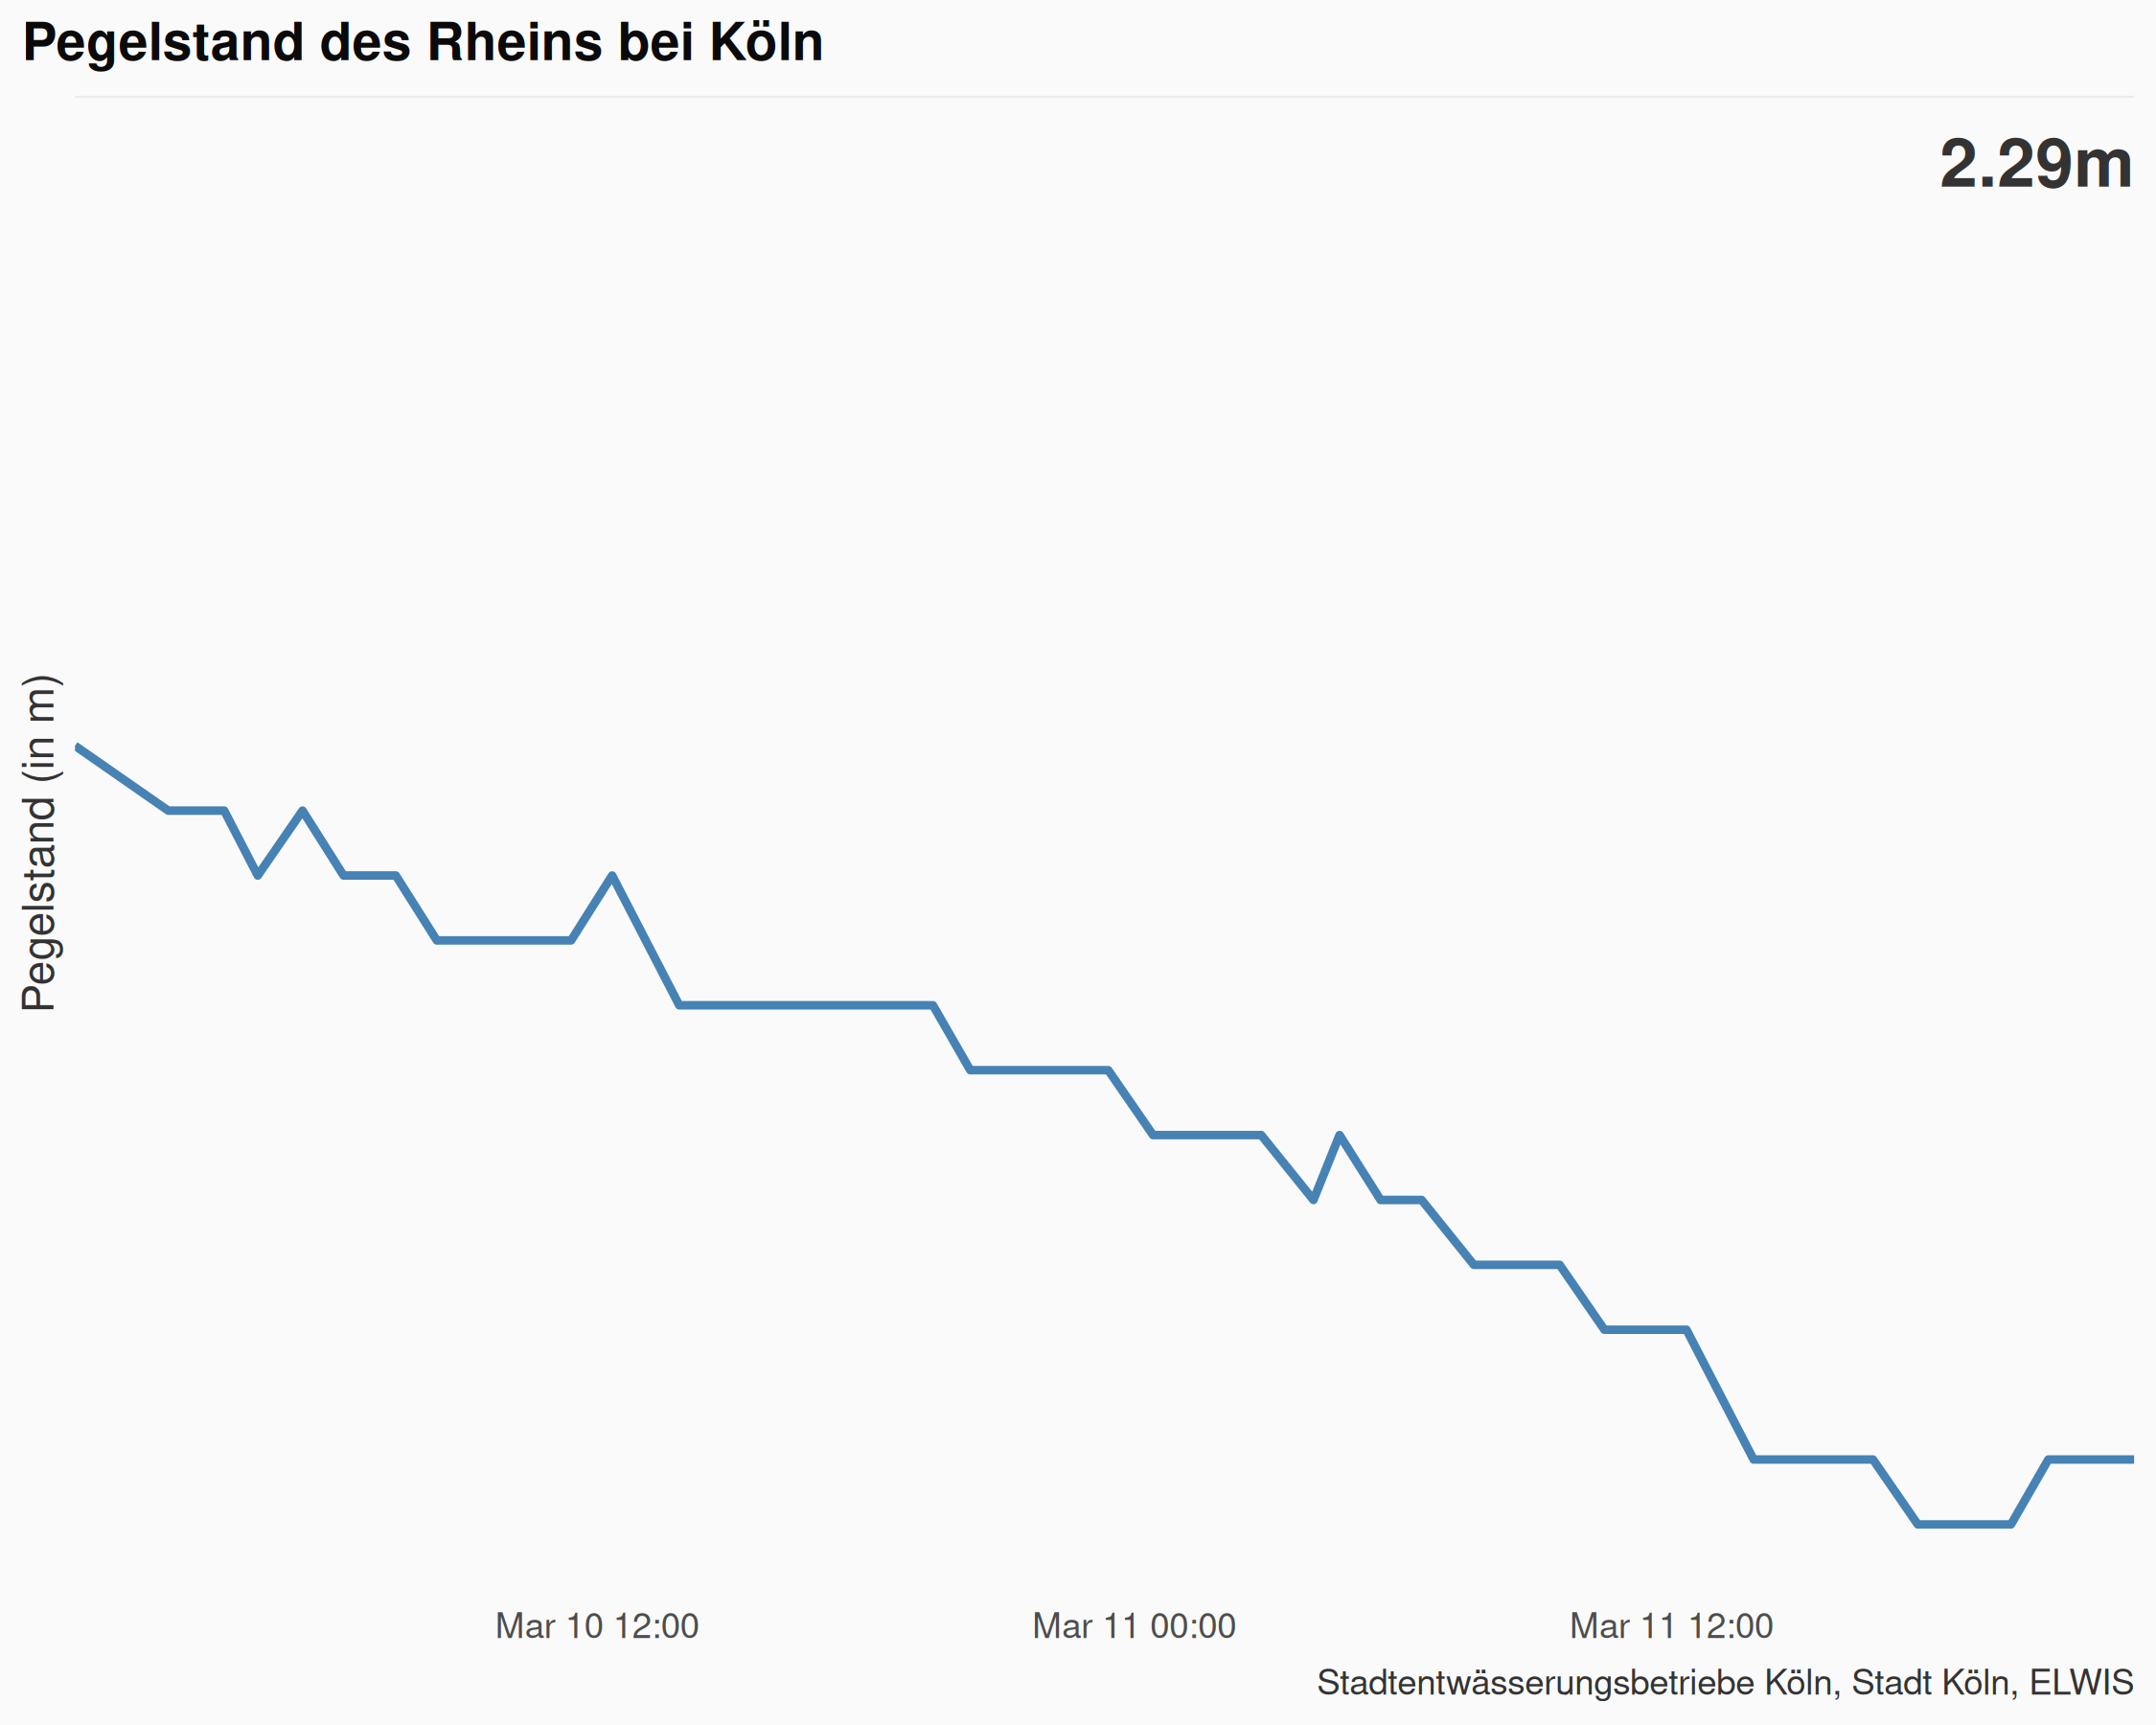 Pegelstand des Rheins bei Köln
2.29m
Pegelstand (in m)
Mar 10 12:00
Mar 11 00:00
Mar 11 12:00
Stadtentwässerungsbetriebe Köln, Stadt Köln, ELWIS